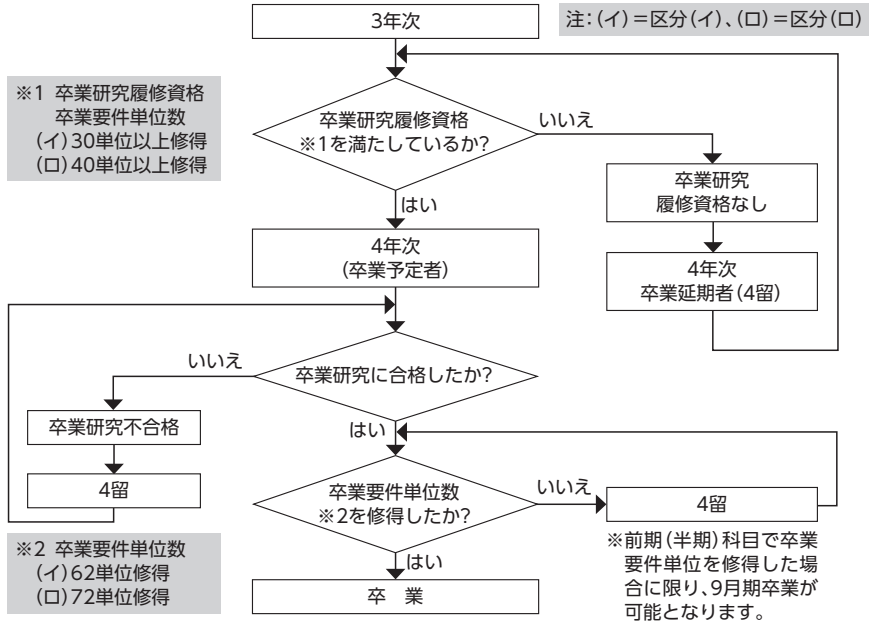 3年次
注：(イ)＝区分(イ)、(ロ)＝区分(ロ)
※1 卒業研究履修資格
卒業要件単位数
(イ)30単位以上修得
(ロ)40単位以上修得
卒業研究履修資格
※1を満たしているか?
いいえ
はい
卒業研究
履修資格なし
4年次
(卒業予定者)
4年次
卒業延期者(4留)
いいえ
卒業研究に合格したか?
卒業研究不合格
はい
4留
卒業要件単位数
※2を修得したか?
いいえ
4留
※2 卒業要件単位数
(イ)62単位修得
(ロ)72単位修得
はい
卒 業
※前期(半期)科目で卒業
要件単位を修得した場
合に限り、9月期卒業が
可能となります。